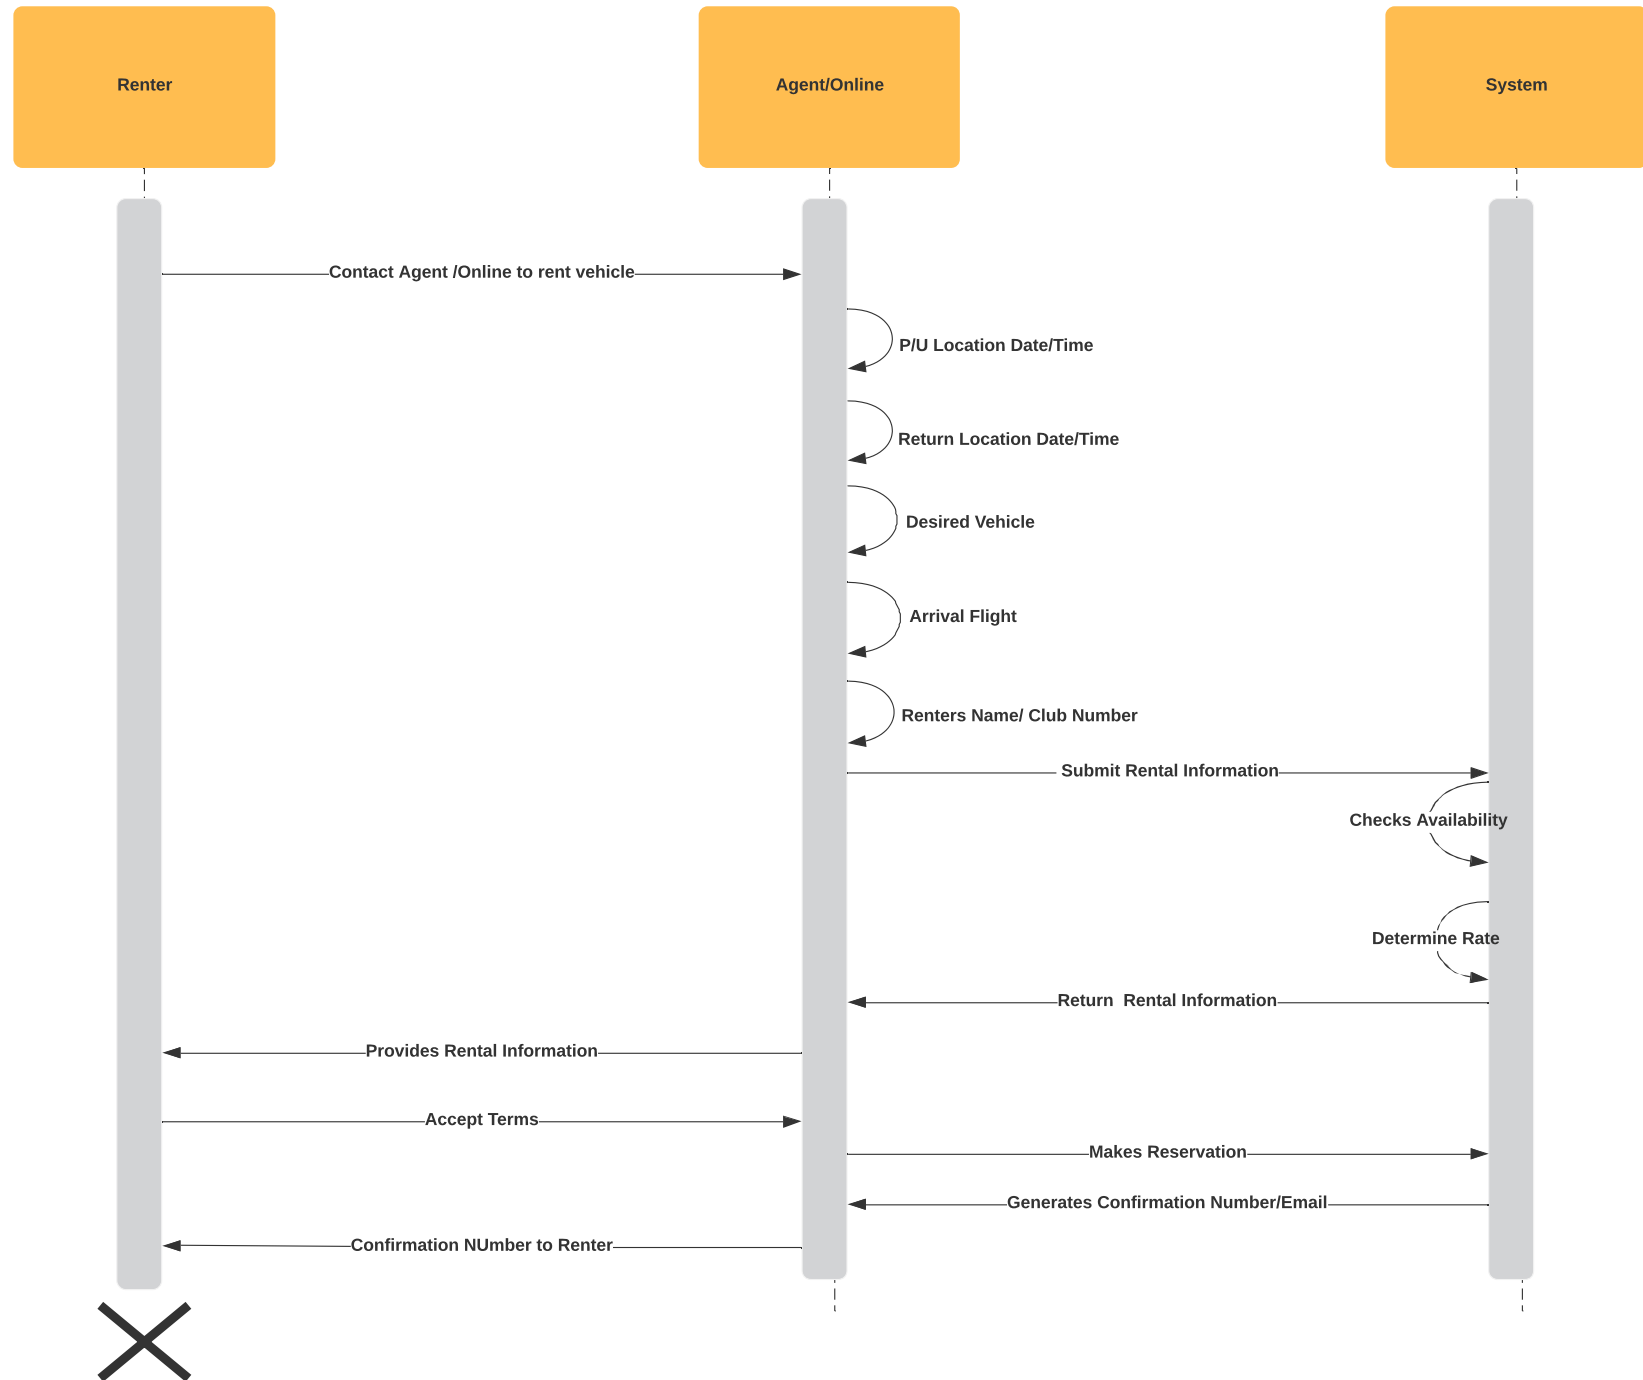 Renter
Agent/Online
System
Contact Agent /Online to rent vehicle
P/U Location Date/Time
Return Location Date/Time
Desired Vehicle
Arrival Flight
Renters Name/ Club Number
Submit Rental Information
Checks Availability
Determine Rate
Return  Rental Information
Provides Rental Information
Accept Terms
Makes Reservation
Generates Confirmation Number/Email
Confirmation NUmber to Renter